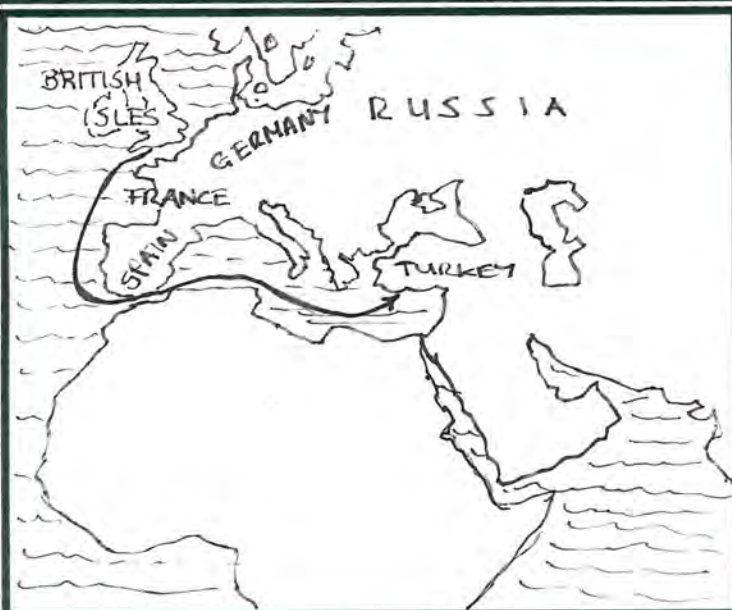 BRITISH
ISLES
RUSSIA
GERMANY
FRANCE
SPAIN
TURKEY